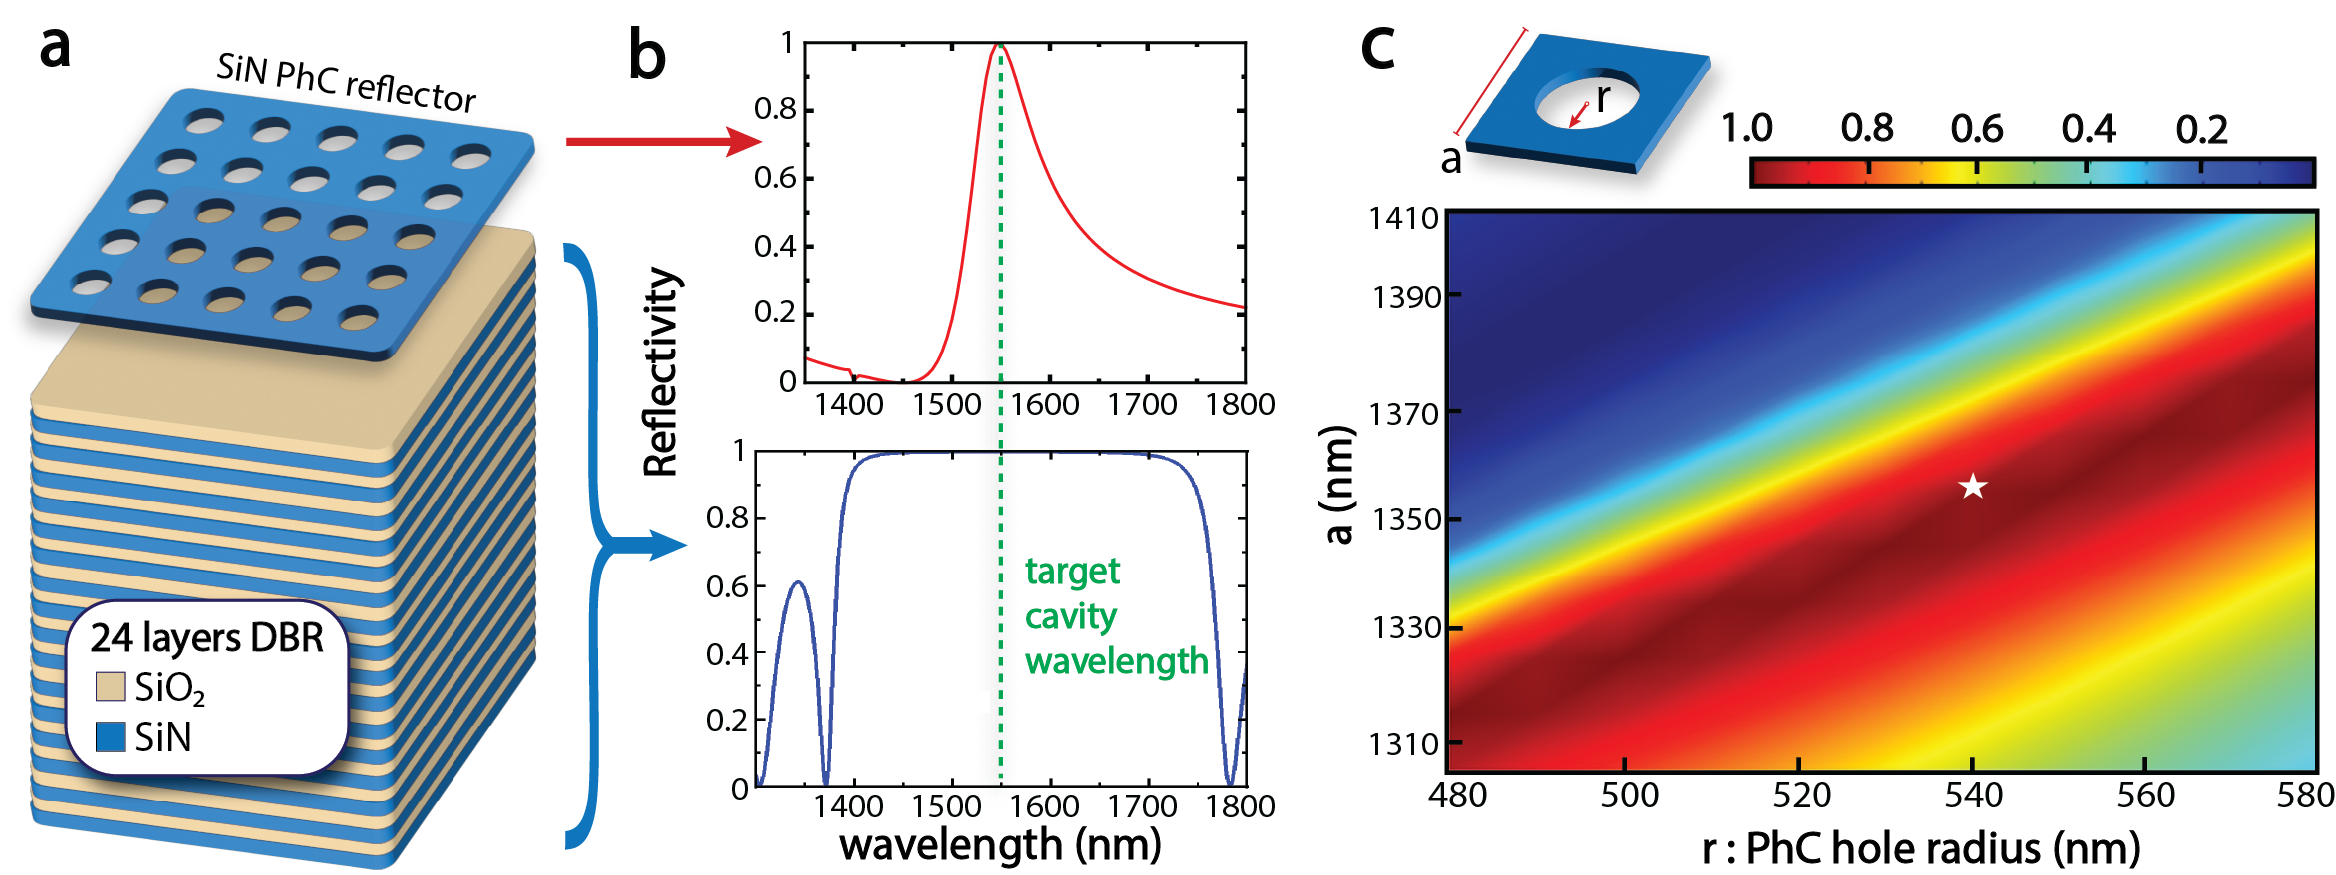 a
SiN PhC reflector
24 layers DBR
SiO₂
SiN
b
Reflectivity
1
0.8
0.6
0.4
0.2
0
1400 1500 1600 1700 1800
1
0.8
0.6
0.4
0.2
0
target
cavity
wavelength
1400 1500 1600 1700 1800
wavelength (nm)
c
r
a
1.0 0.8 0.6 0.4 0.2
a (nm)
1410
1390
1370
1350
1330
1310
480 500 520 540 560 580
r : PhC hole radius (nm)